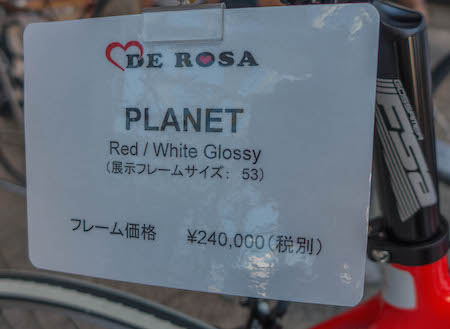 DE ROSA
PLANET
Red / White Glossy
(展示フレームサイズ: 53)
フレーム価格 ¥240,000(税別)
FSA